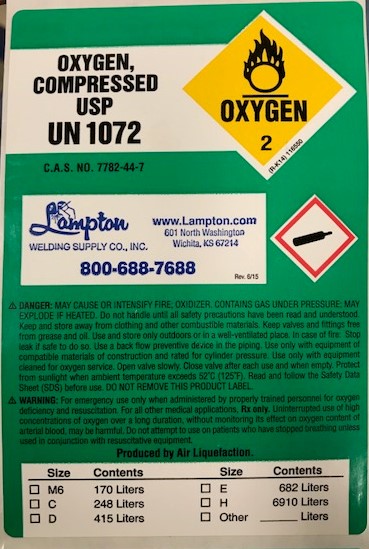 OXYGEN,
COMPRESSED
USP
UN 1072
OXYGEN
2
(R-K14) 116550
C.A.S. NO. 7782-44-7
Lampton
WELDING SUPPLY CO., INC.
www.Lampton.com
601 North Washington
Wichita, KS 67214
800-688-7688
Rev. 6/15
⚠ DANGER: MAY CAUSE OR INTENSIFY FIRE, OXIDIZER. CONTAINS GAS UNDER PRESSURE: MAY
EXPLODE IF HEATED. Do not handle until all safety precautions have been read and understood.
Keep and store away from clothing and other combustible materials. Keep valves and fittings free
from grease and oil. Use and store only outdoors or in a well-ventilated place. In case of fire: Stop
leak if safe to do so. Use a back flow preventive device in the piping. Use only with equipment of
compatible materials of construction and rated for cylinder pressure. Use only with equipment
cleaned for oxygen service. Open valve slowly. Close valve after each use and when empty. Protect
from sunlight when ambient temperature exceeds 52°C (125°F). Read and follow the Safety Data
Sheet (SDS) before use. DO NOT REMOVE THIS PRODUCT LABEL.
⚠ WARNING: For emergency use only when administered by properly trained personnel for oxygen
deficiency and resuscitation. For all other medical applications, Rx only. Uninterrupted use of high
concentrations of oxygen over a long duration, without monitoring its effect on oxygen content of
arterial blood, may be harmful. Do not attempt to use on patients who have stopped breathing unless
used in conjunction with resuscitative equipment.
Produced by Air Liquefaction.
Size Contents Size Contents
☐ M6 170 Liters ☐ E 682 Liters
☐ C 248 Liters ☐ H 6910 Liters
☐ D 415 Liters ☐ Other ______ Liters